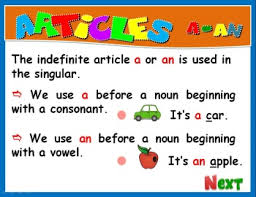 ARTICLES A-AN
The indefinite article a or an is used in
the singular.
We use a before a noun beginning
with a consonant.
It's a car.
We use an before a noun beginning
with a vowel.
It's an apple.
Next